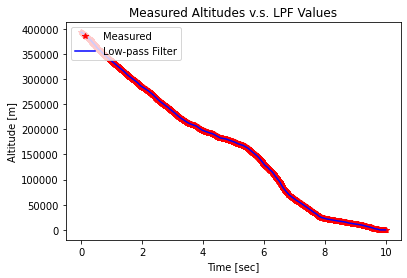 Measured Altitudes v.s. LPF Values
400000
350000
300000
250000
200000
150000
100000
50000
0
Altitude [m]
Measured
Low-pass Filter
0 2 4 6 8 10
Time [sec]